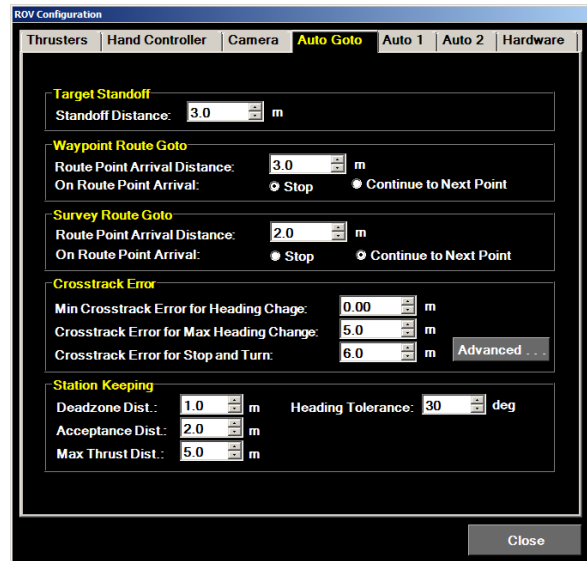 ROV Configuration
Thrusters Hand Controller Camera Auto Goto Auto 1 Auto 2 Hardware
Target Standoff
Standoff Distance: 3.0 m
Waypoint Route Goto
Route Point Arrival Distance: 3.0 m
On Route Point Arrival: Stop Continue to Next Point
Survey Route Goto
Route Point Arrival Distance: 2.0 m
On Route Point Arrival: Stop Continue to Next Point
Crosstrack Error
Min Crosstrack Error for Heading Chage: 0.00 m
Crosstrack Error for Max Heading Change: 5.0 m
Crosstrack Error for Stop and Turn: 6.0 m Advanced . . .
Station Keeping
Deadzone Dist.: 1.0 m Heading Tolerance: 30 deg
Acceptance Dist.: 2.0 m
Max Thrust Dist.: 5.0 m
Close